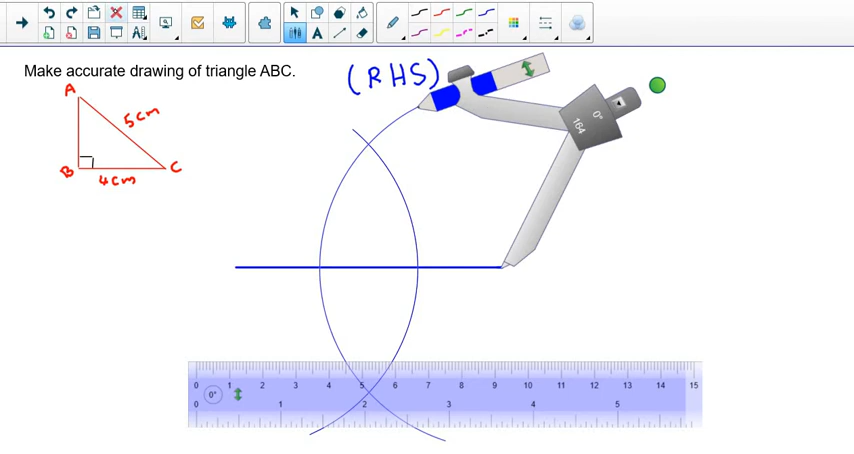 Make accurate drawing of triangle ABC.
(RHS)
A
5cm
B
C
4cm
0°
164
0 1 2 3 4 5 6 7 8 9 10 11 12 13 14 15
0°
0 1 2 3 4 5